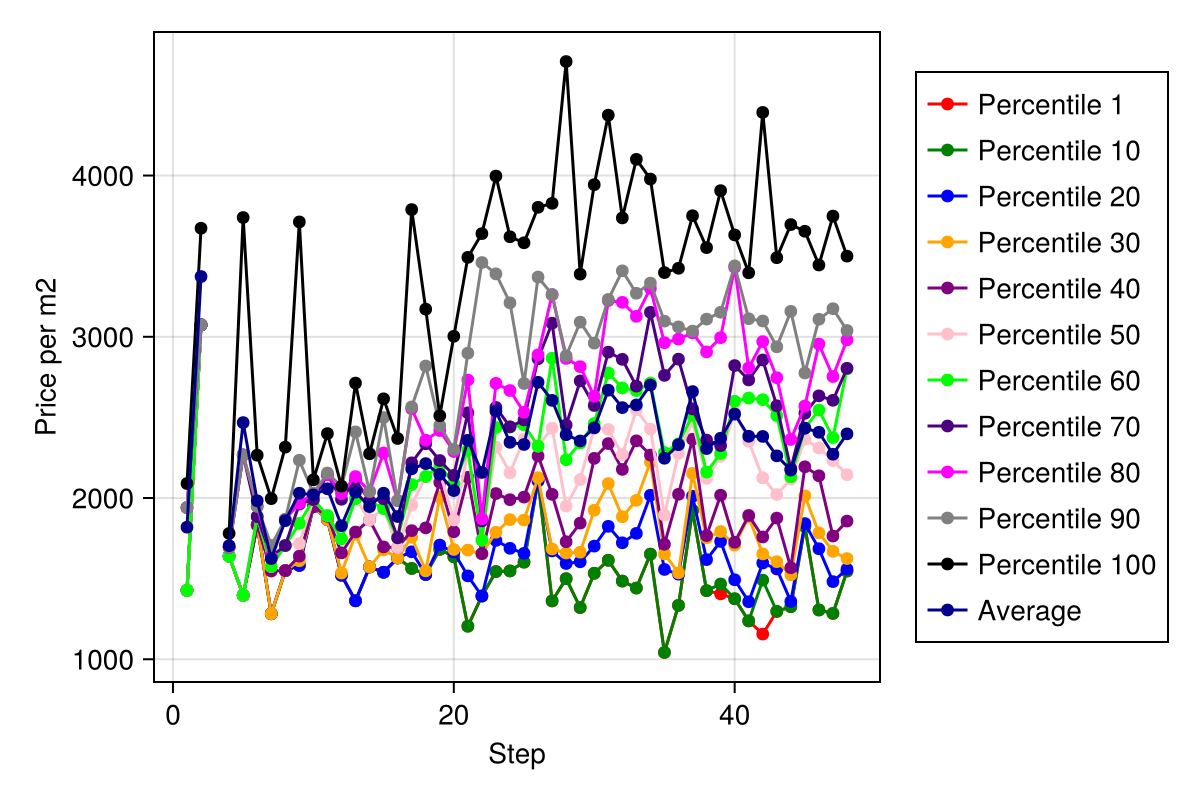 Price per m2
4000
3000
2000
1000
0
20
40
Step
Percentile 1
Percentile 10
Percentile 20
Percentile 30
Percentile 40
Percentile 50
Percentile 60
Percentile 70
Percentile 80
Percentile 90
Percentile 100
Average